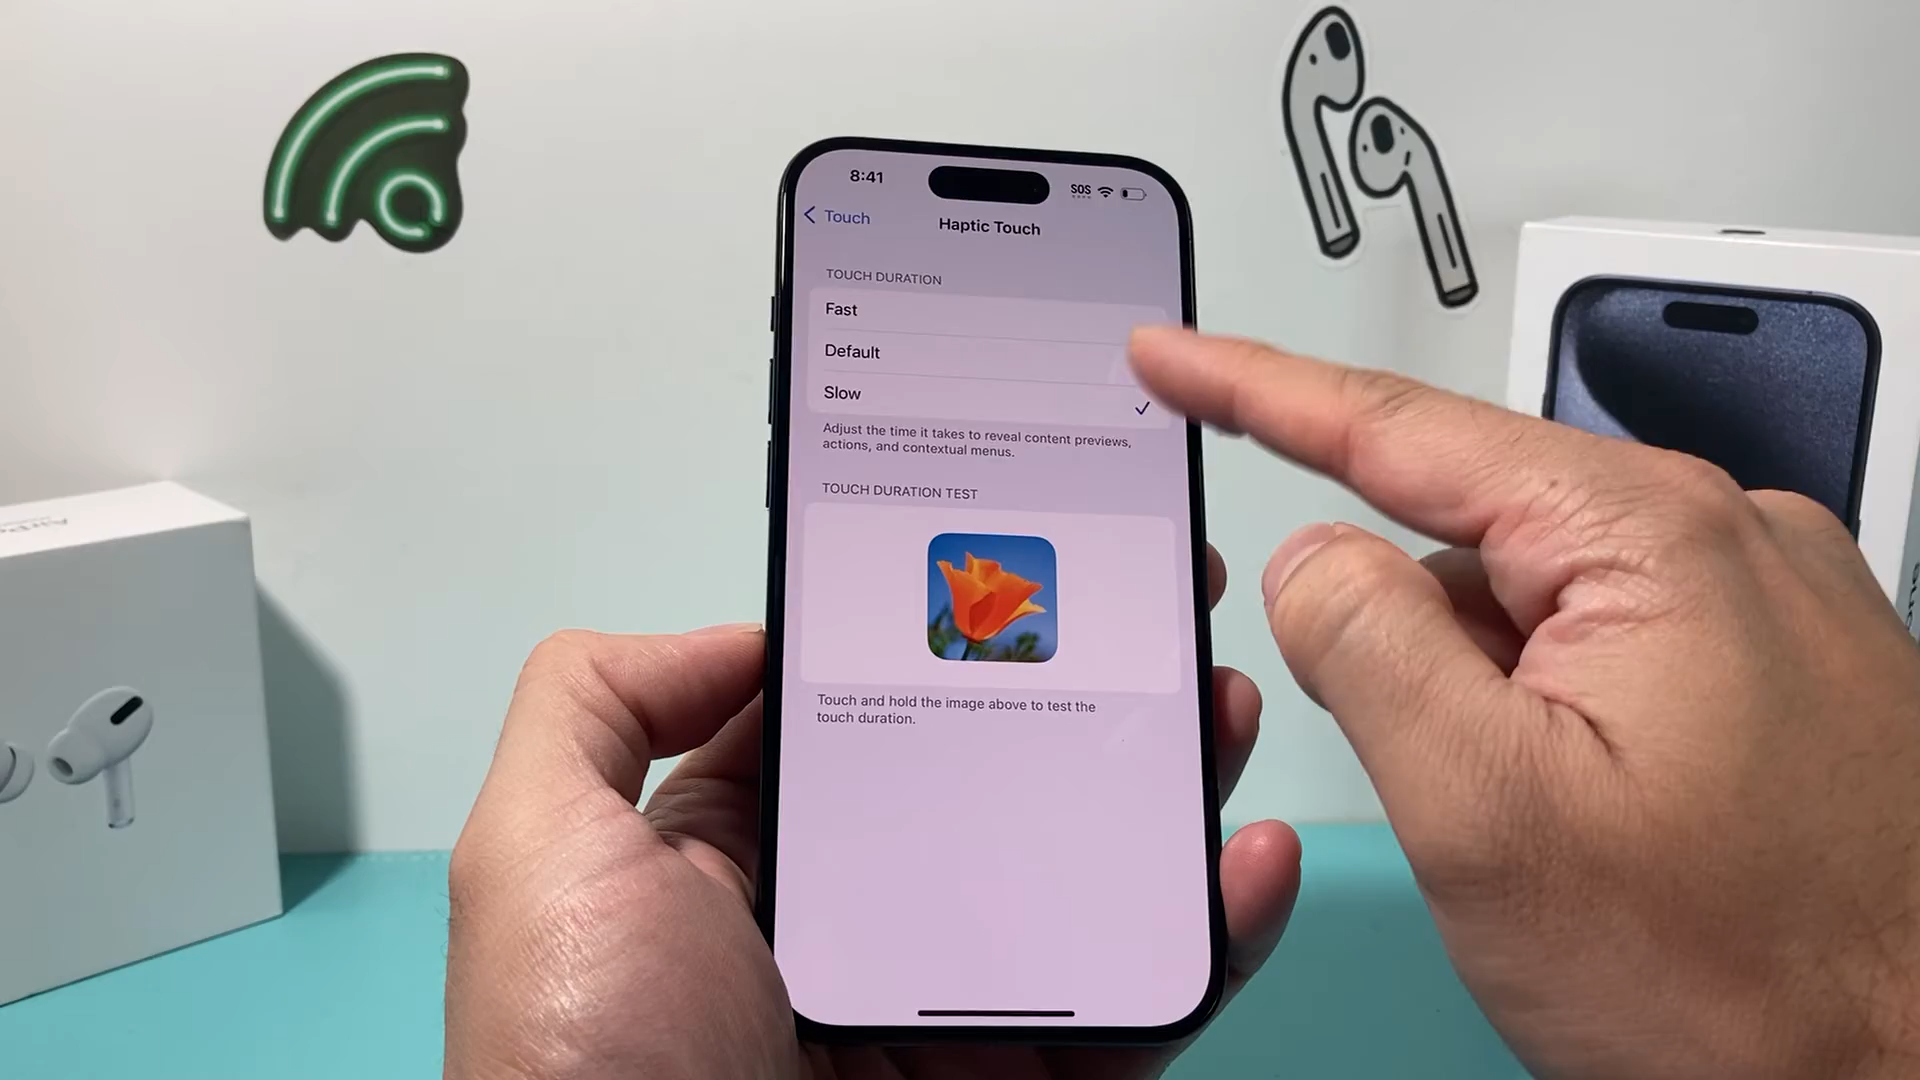 8:41
SOS
Touch
Haptic Touch
TOUCH DURATION
Fast
Default
Slow
Adjust the time it takes to reveal content previews,
actions, and contextual menus.
TOUCH DURATION TEST
Touch and hold the image above to test the
touch duration.